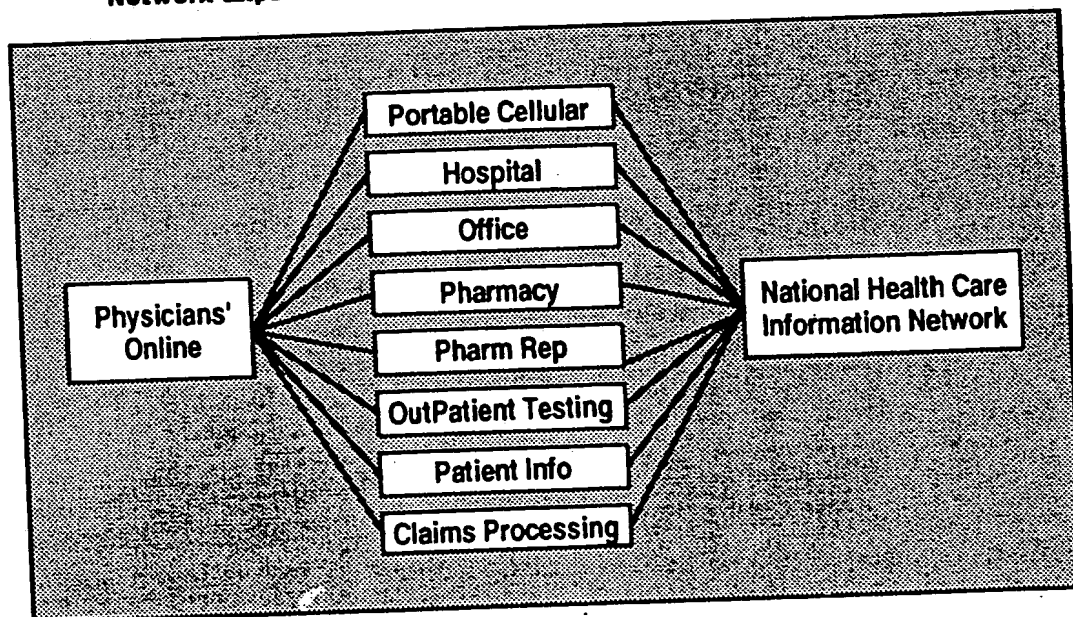 Network
Portable Cellular
Hospital
Office
Pharmacy
Pharm Rep
OutPatient Testing
Patient Info
Claims Processing
Physicians'
Online
National Health Care
Information Network